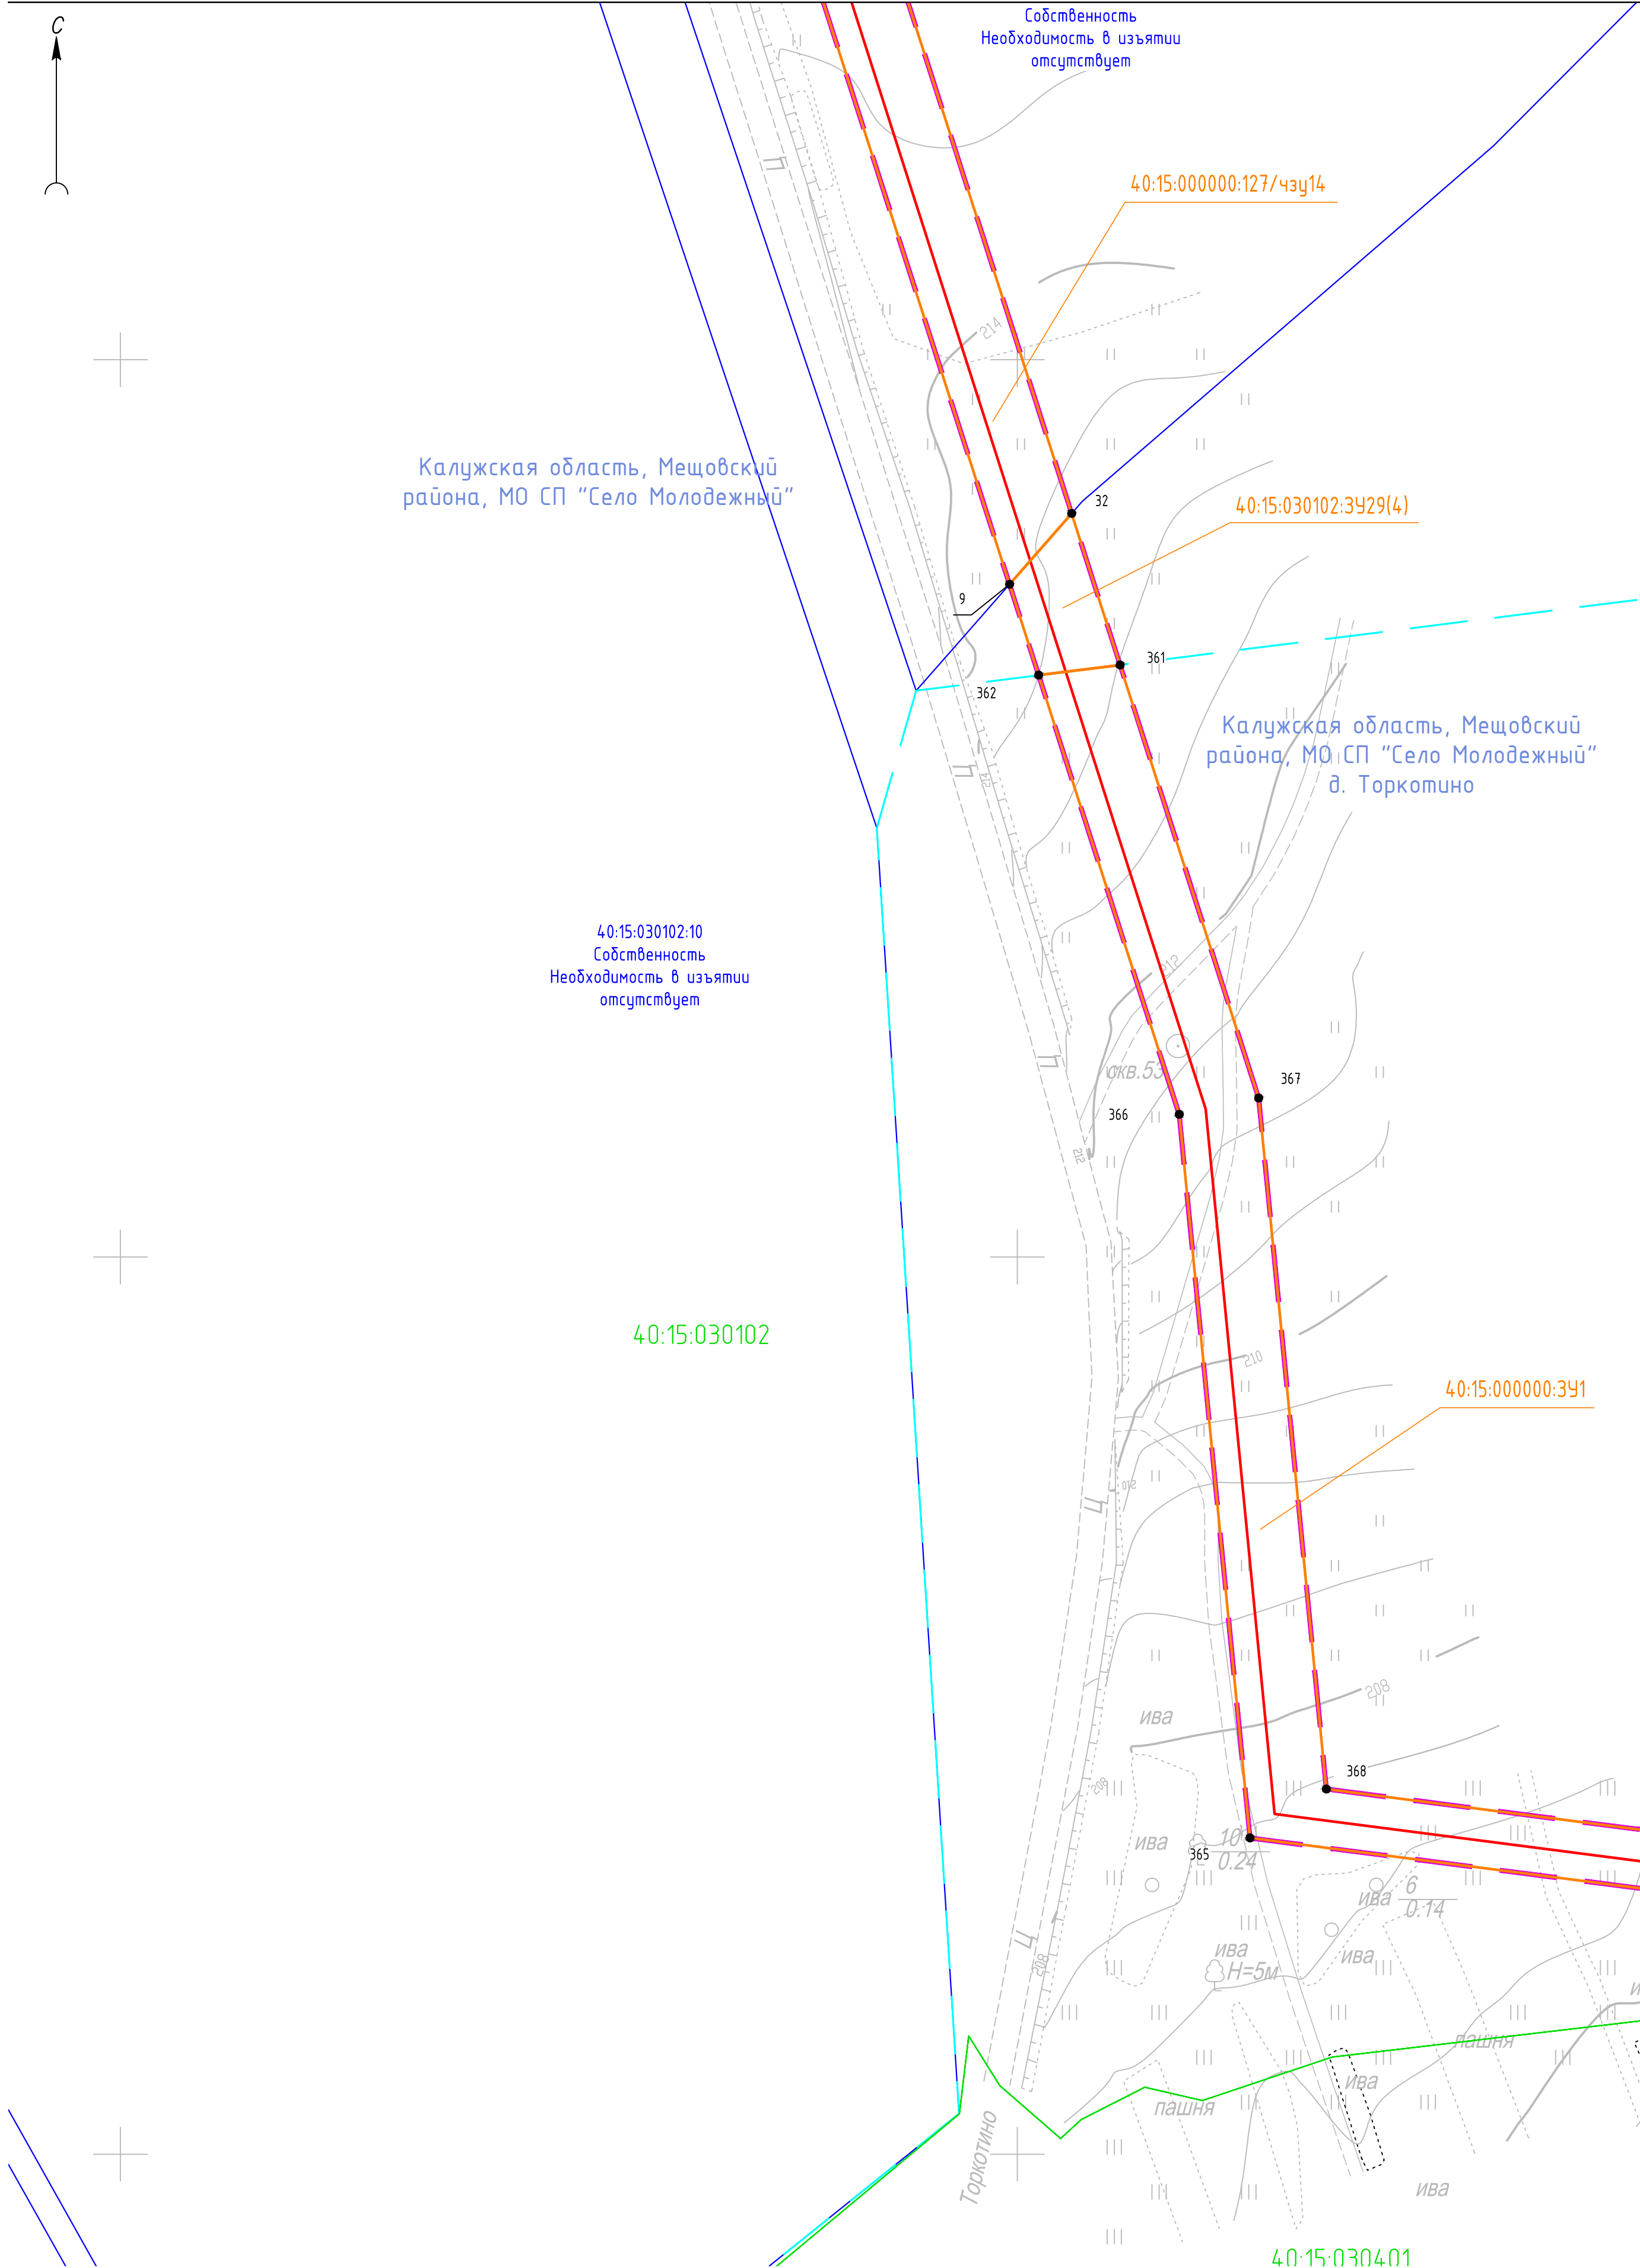 С
Собственность
Необходимость в изъятии
отсутствует
П
40:15:000000:127/чзу14
214
Калужская область, Мещовский
района, МО СП "Село Молодежный"
32
40:15:030102:ЗУ29(4)
9
361
362
Калужская область, Мещовский
района, МО СП "Село Молодежный"
д. Торкотино
П
212
40:15:030102:10
Собственность
Необходимость в изъятии
отсутствует
212
П
скв.53
367
366
212
40:15:030102
210
40:15:000000:ЗУ1
210
Ц
208
ива
368
208
ива
10
0.24
365
ива
6
0.14
Ц
208
ива
H=5м
ива
пашня
ива
пашня
Торкотино
ива
40:15:030401